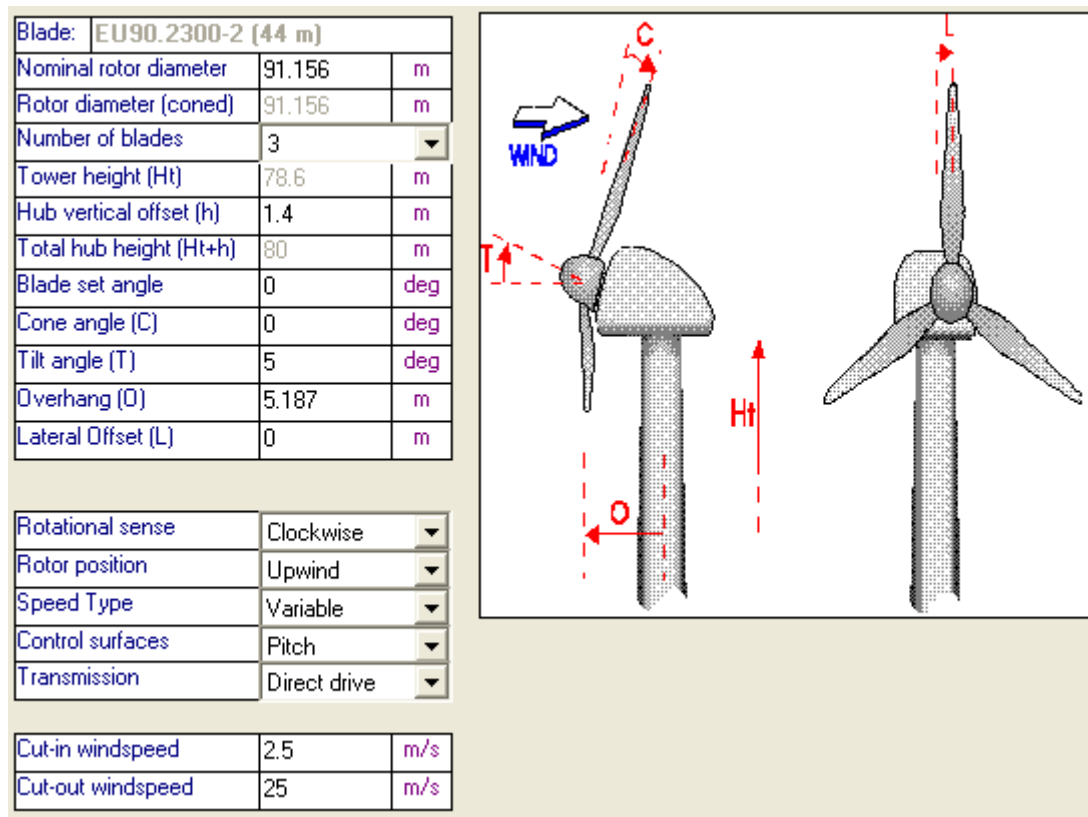 Blade: EU90.2300-2 (44 m)
Nominal rotor diameter 91.156 m
Rotor diameter (coned) 91.156 m
Number of blades 3
Tower height (Ht) 78.6 m
Hub vertical offset (h) 1.4 m
Total hub height (Ht+h) 80 m
Blade set angle 0 deg
Cone angle (C) 0 deg
Tilt angle (T) 5 deg
Overhang (O) 5.187 m
Lateral Offset (L) 0 m
Rotational sense Clockwise
Rotor position Upwind
Speed Type Variable
Control surfaces Pitch
Transmission Direct drive
Cut-in windspeed 2.5 m/s
Cut-out windspeed 25 m/s
C
L
WIND
T
Ht
O